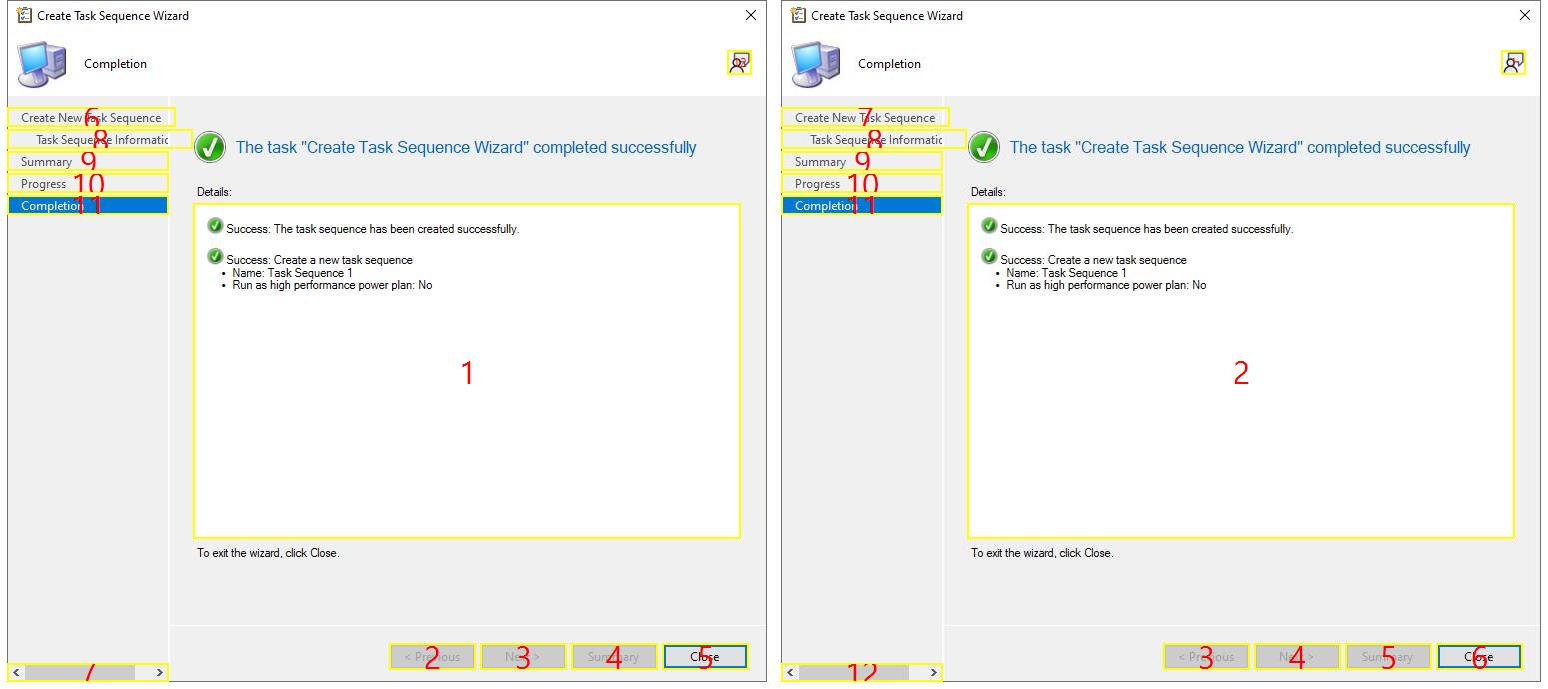 Create Task Sequence Wizard
Completion
6
Create New Task Sequence
8
Task Sequence Informatic
Summary 9
Progress 10
Completion 11
The task "Create Task Sequence Wizard" completed successfully
Details:
Success: The task sequence has been created successfully.
Success: Create a new task sequence
• Name: Task Sequence 1
• Run as high performance power plan: No
1
To exit the wizard, click Close.
< Previous 2
Next > 3
Summary 4
Close 5
7
Create Task Sequence Wizard
Completion
7
Create New Task Sequence
8
Task Sequence Informatic
Summary 9
Progress 10
Completion 11
The task "Create Task Sequence Wizard" completed successfully
Details:
Success: The task sequence has been created successfully.
Success: Create a new task sequence
• Name: Task Sequence 1
• Run as high performance power plan: No
2
To exit the wizard, click Close.
< Previous 3
Next > 4
Summary 5
Close 6
12